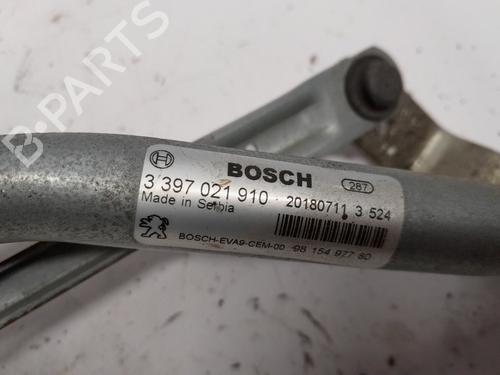 B-PARTS
BOSCH
287
3 397 021 910 20180711 3 524
Made in Serbia
BOSCH-EVA9-CEM-00 98 154 977 80